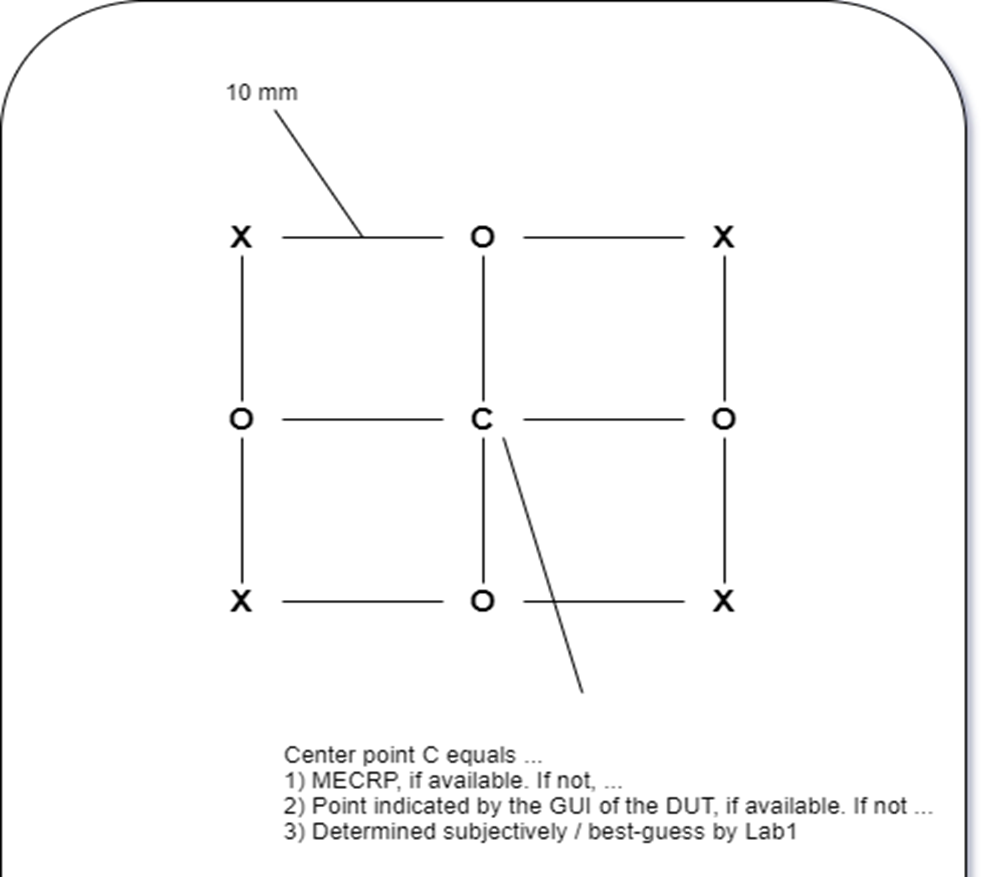 10 mm
X O X
O C O
X O X
Center point C equals ...
1) MECRP, if available. If not, ...
2) Point indicated by the GUI of the DUT, if available. If not ...
3) Determined subjectively / best-guess by Lab1